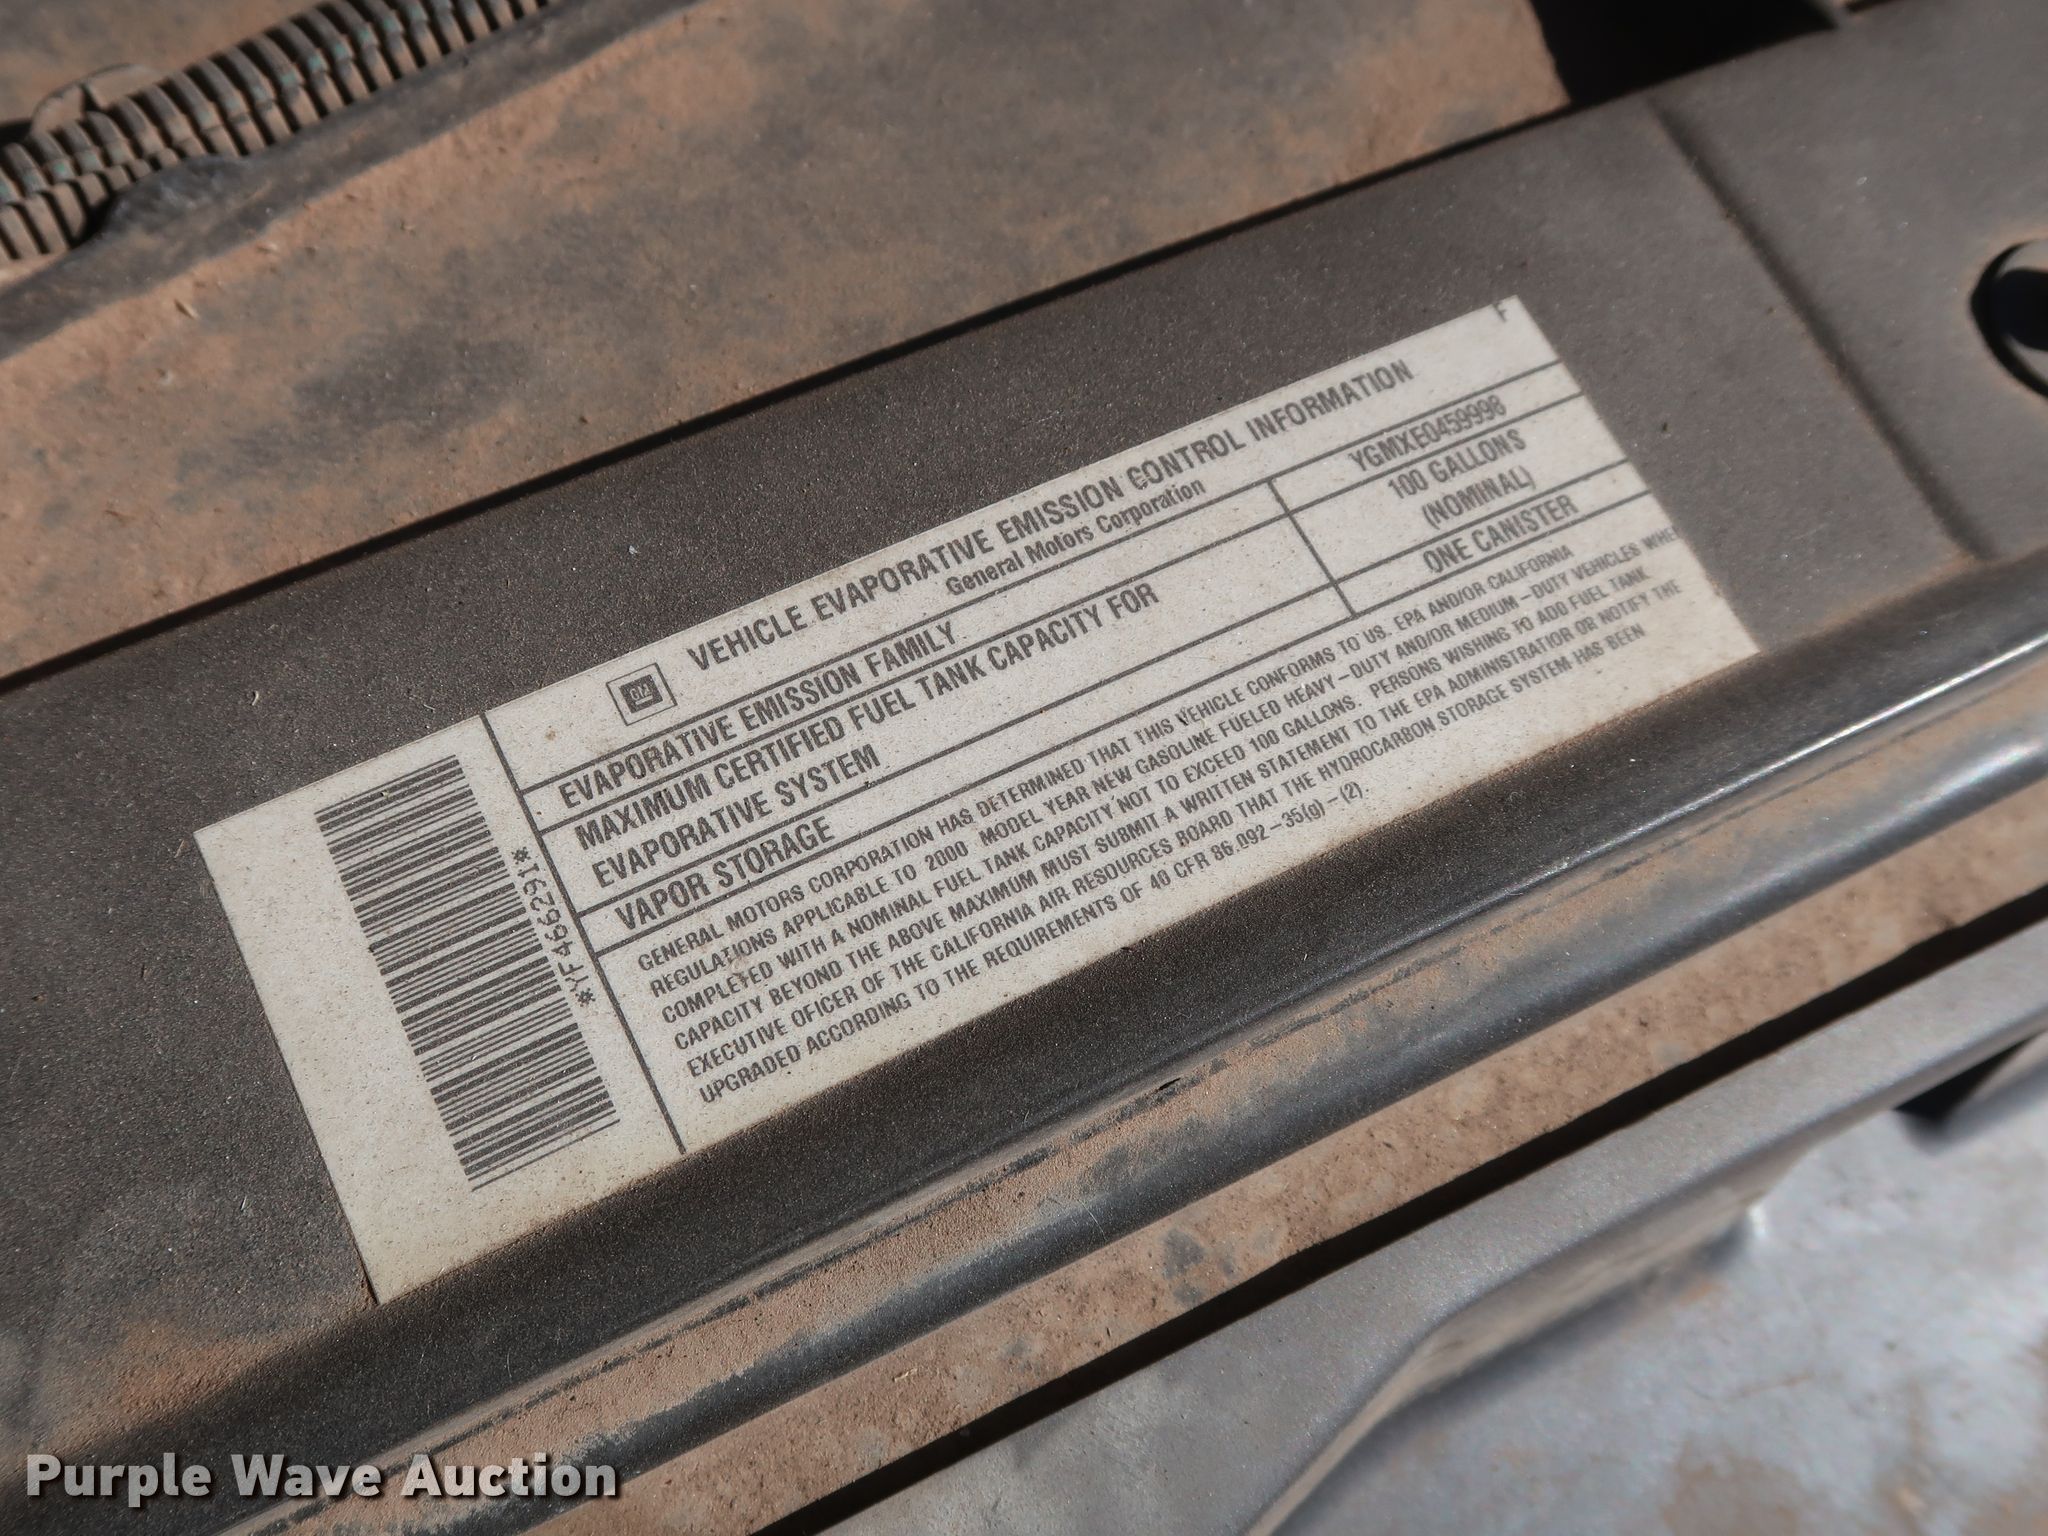 F
VEHICLE EVAPORATIVE EMISSION CONTROL INFORMATION
GM
General Motors Corporation
EVAPORATIVE EMISSION FAMILY YGMXE0459998
MAXIMUM CERTIFIED FUEL TANK CAPACITY FOR 100 GALLONS
EVAPORATIVE SYSTEM (NOMINAL)
VAPOR STORAGE ONE CANISTER
GENERAL MOTORS CORPORATION HAS DETERMINED THAT THIS VEHICLE CONFORMS TO US. EPA AND/OR CALIFORNIA
REGULATIONS APPLICABLE TO 2000 MODEL YEAR NEW GASOLINE FUELED HEAVY-DUTY AND/OR MEDIUM-DUTY VEHICLES WHE
COMPLETED WITH A NOMINAL FUEL TANK CAPACITY NOT TO EXCEED 100 GALLONS. PERSONS WISHING TO ADD FUEL TANK
CAPACITY BEYOND THE ABOVE MAXIMUM MUST SUBMIT A WRITTEN STATEMENT TO THE EPA ADMINISTRATIOR OR NOTIFY THE
EXECUTIVE OFICER OF THE CALIFORNIA AIR RESOURCES BOARD THAT THE HYDROCARBON STORAGE SYSTEM HAS BEEN
UPGRADED ACCORDING TO THE REQUIREMENTS OF 40 CFR 86.092-35(g)-(2).
*YF466291*
Purple Wave Auction